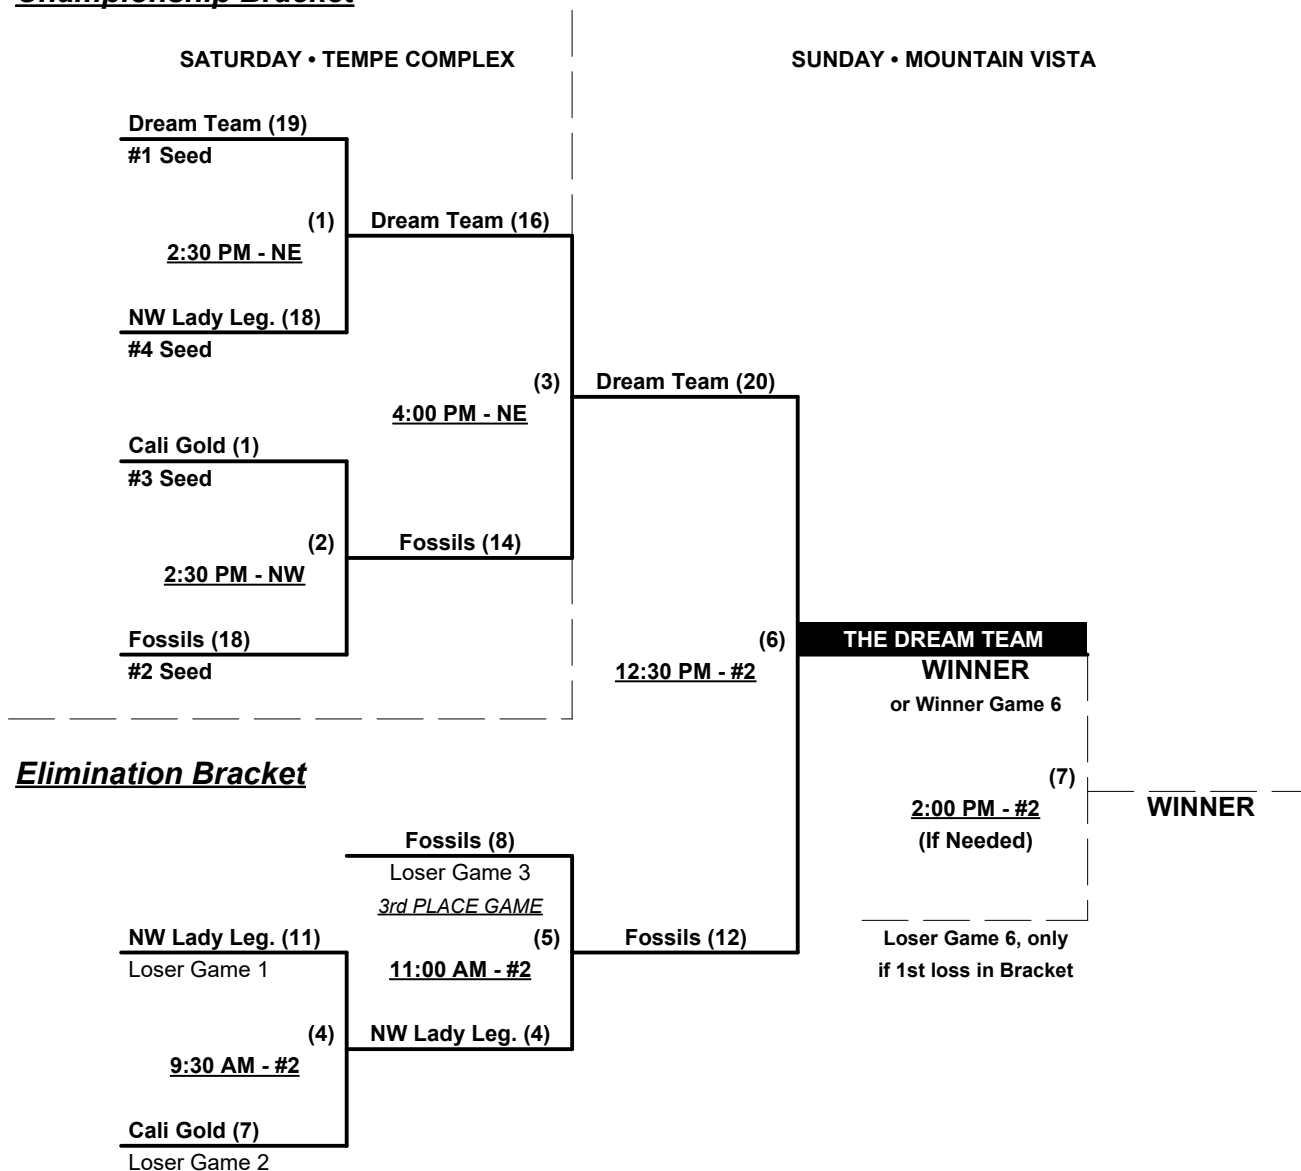 Championship Bracket
SATURDAY • TEMPE COMPLEX
SUNDAY • MOUNTAIN VISTA
Dream Team (19)
#1 Seed
(1)
Dream Team (16)
2:30 PM - NE
NW Lady Leg. (18)
#4 Seed
(3)
Dream Team (20)
4:00 PM - NE
Cali Gold (1)
#3 Seed
(2)
Fossils (14)
2:30 PM - NW
Fossils (18)
#2 Seed
(6)
THE DREAM TEAM
12:30 PM - #2
WINNER
or Winner Game 6
Elimination Bracket
(7)
2:00 PM - #2
WINNER
(If Needed)
Fossils (8)
Loser Game 3
3rd PLACE GAME
NW Lady Leg. (11)
Loser Game 1
(5)
Fossils (12)
11:00 AM - #2
Loser Game 6, only
if 1st loss in Bracket
(4)
NW Lady Leg. (4)
9:30 AM - #2
Cali Gold (7)
Loser Game 2